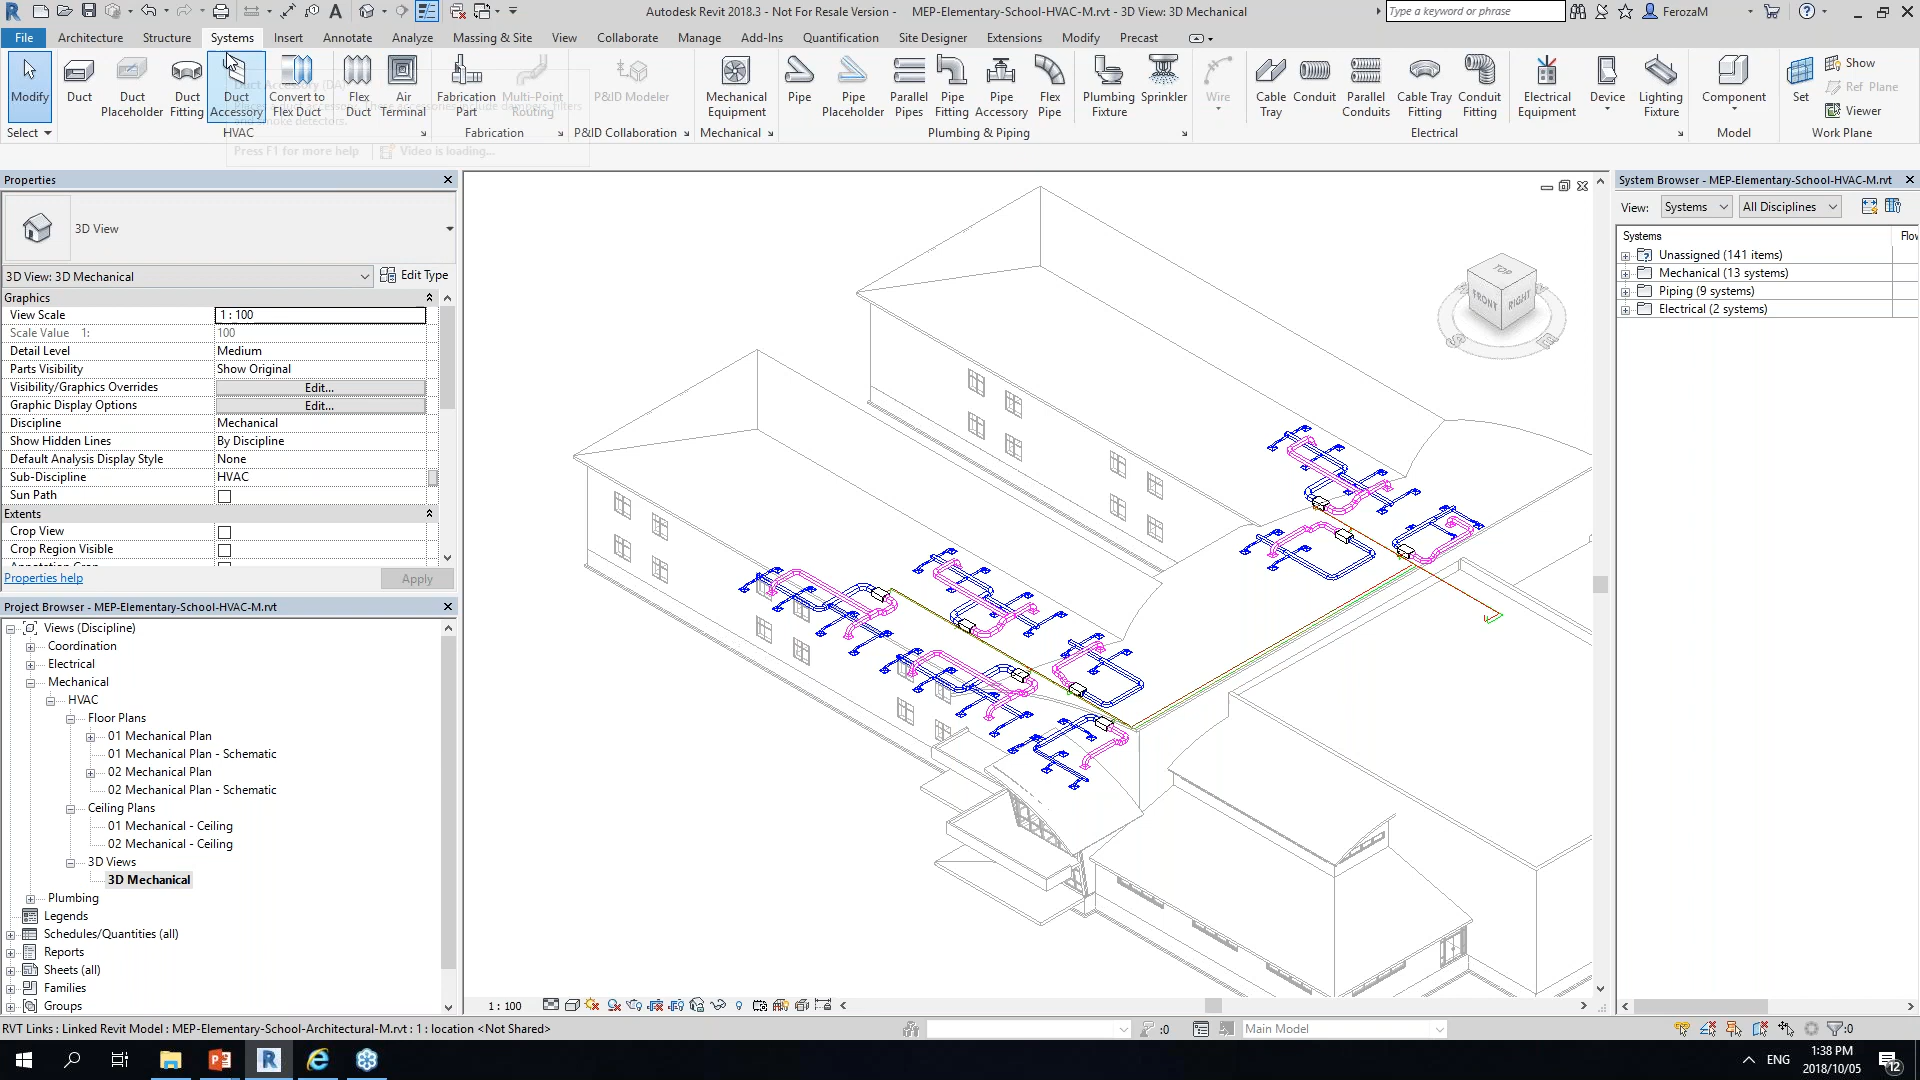 Autodesk Revit 2018.3 - Not For Resale Version - MEP-Elementary-School-HVAC-M.rvt - 3D View: 3D Mechanical
Type a keyword or phrase
FerozaM
File Architecture Structure Systems Insert Annotate Analyze Massing & Site View Collaborate Manage Add-Ins Quantification Site Designer Extensions Modify Precast
Modify
Duct
Duct Placeholder
Duct Fitting
Duct Accessory
Convert to Flex Duct
Flex Duct
Air Terminal
Fabrication Part
Multi-Point Routing
P&ID Modeler
Mechanical Equipment
Pipe
Pipe Placeholder
Parallel Pipes
Pipe Fitting
Pipe Accessory
Flex Pipe
Plumbing Fixture
Sprinkler
Wire
Cable Tray
Conduit
Parallel Conduits
Cable Tray Fitting
Conduit Fitting
Electrical Equipment
Device
Lighting Fixture
Component
Set
Show
Ref Plane
Viewer
Select HVAC Fabrication P&ID Collaboration Mechanical Plumbing & Piping Electrical Model Work Plane
Press F1 for more help Video is loading...
Properties
3D View
3D View: 3D Mechanical Edit Type
Graphics
View Scale 1 : 100
Scale Value 1: 100
Detail Level Medium
Parts Visibility Show Original
Visibility/Graphics Overrides Edit...
Graphic Display Options Edit...
Discipline Mechanical
Show Hidden Lines By Discipline
Default Analysis Display Style None
Sub-Discipline HVAC
Sun Path
Extents
Crop View
Crop Region Visible
Properties help Apply
Project Browser - MEP-Elementary-School-HVAC-M.rvt
Views (Discipline)
Coordination
Electrical
Mechanical
HVAC
Floor Plans
01 Mechanical Plan
01 Mechanical Plan - Schematic
02 Mechanical Plan
02 Mechanical Plan - Schematic
Ceiling Plans
01 Mechanical - Ceiling
02 Mechanical - Ceiling
3D Views
3D Mechanical
Plumbing
Legends
Schedules/Quantities (all)
Reports
Sheets (all)
Families
Groups
TOP
FRONT RIGHT
System Browser - MEP-Elementary-School-HVAC-M.rvt
View: Systems All Disciplines
Systems Flow
Unassigned (141 items)
Mechanical (13 systems)
Piping (9 systems)
Electrical (2 systems)
1 : 100
RVT Links : Linked Revit Model : MEP-Elementary-School-Architectural-M.rvt : 1 : location <Not Shared>
:0
Main Model
:0
ENG
1:38 PM
2018/10/05
12